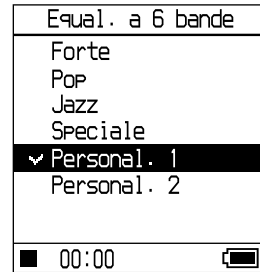 Equal. a 6 bande
Forte
Pop
Jazz
Speciale
Personal. 1
Personal. 2
00:00